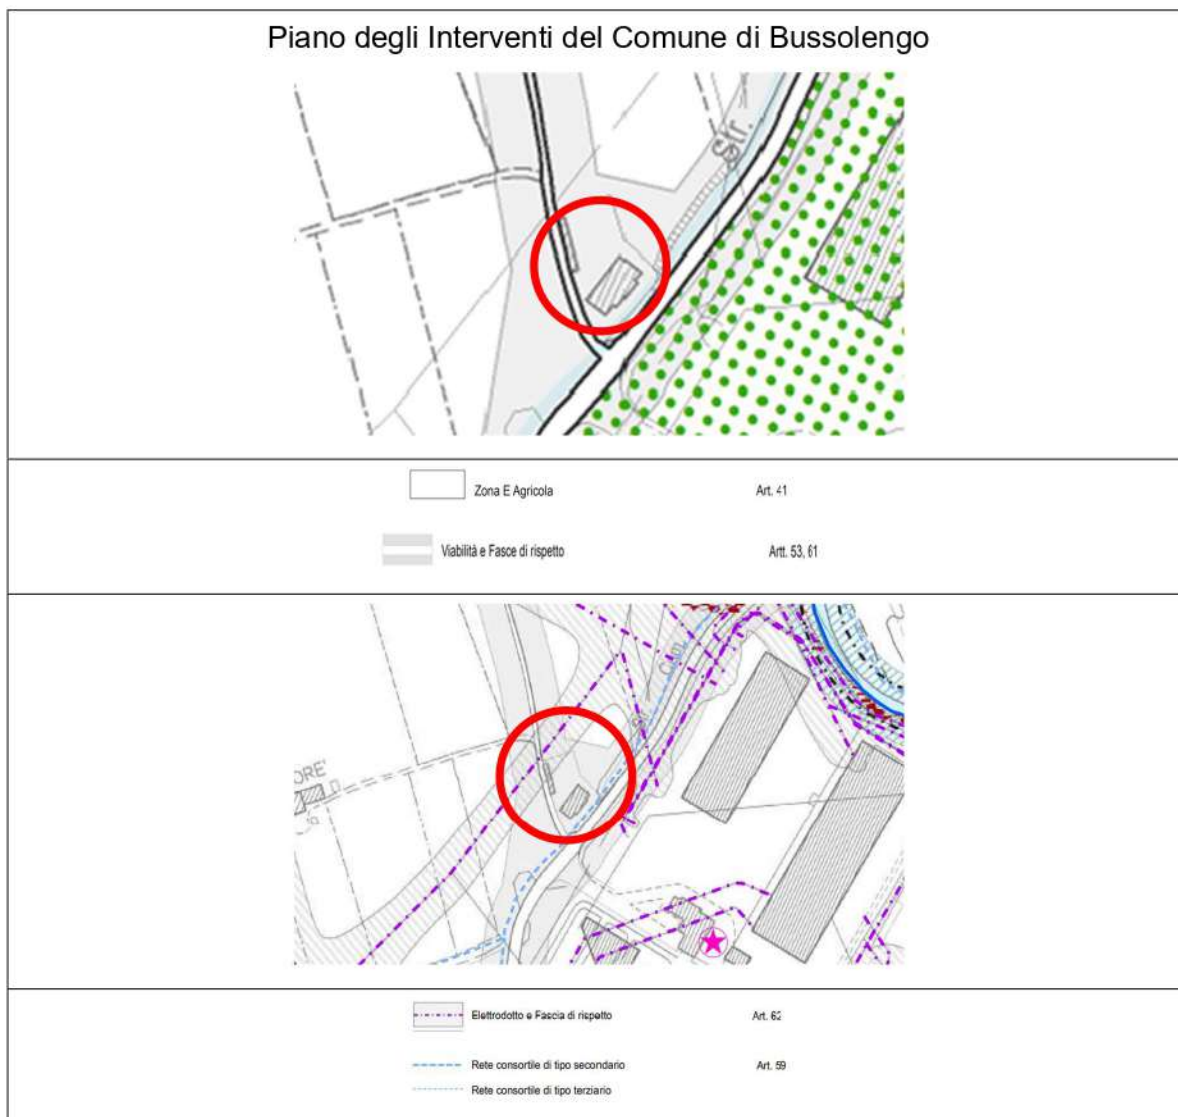 Piano degli Interventi del Comune di Bussolengo
Str.
Zona E Agricola Art. 41
Viabilità e Fasce di rispetto Artt. 53, 61
Elettrodotto e Fascia di rispetto Art. 62
Rete consortile di tipo secondario Art. 59
Rete consortile di tipo terziario